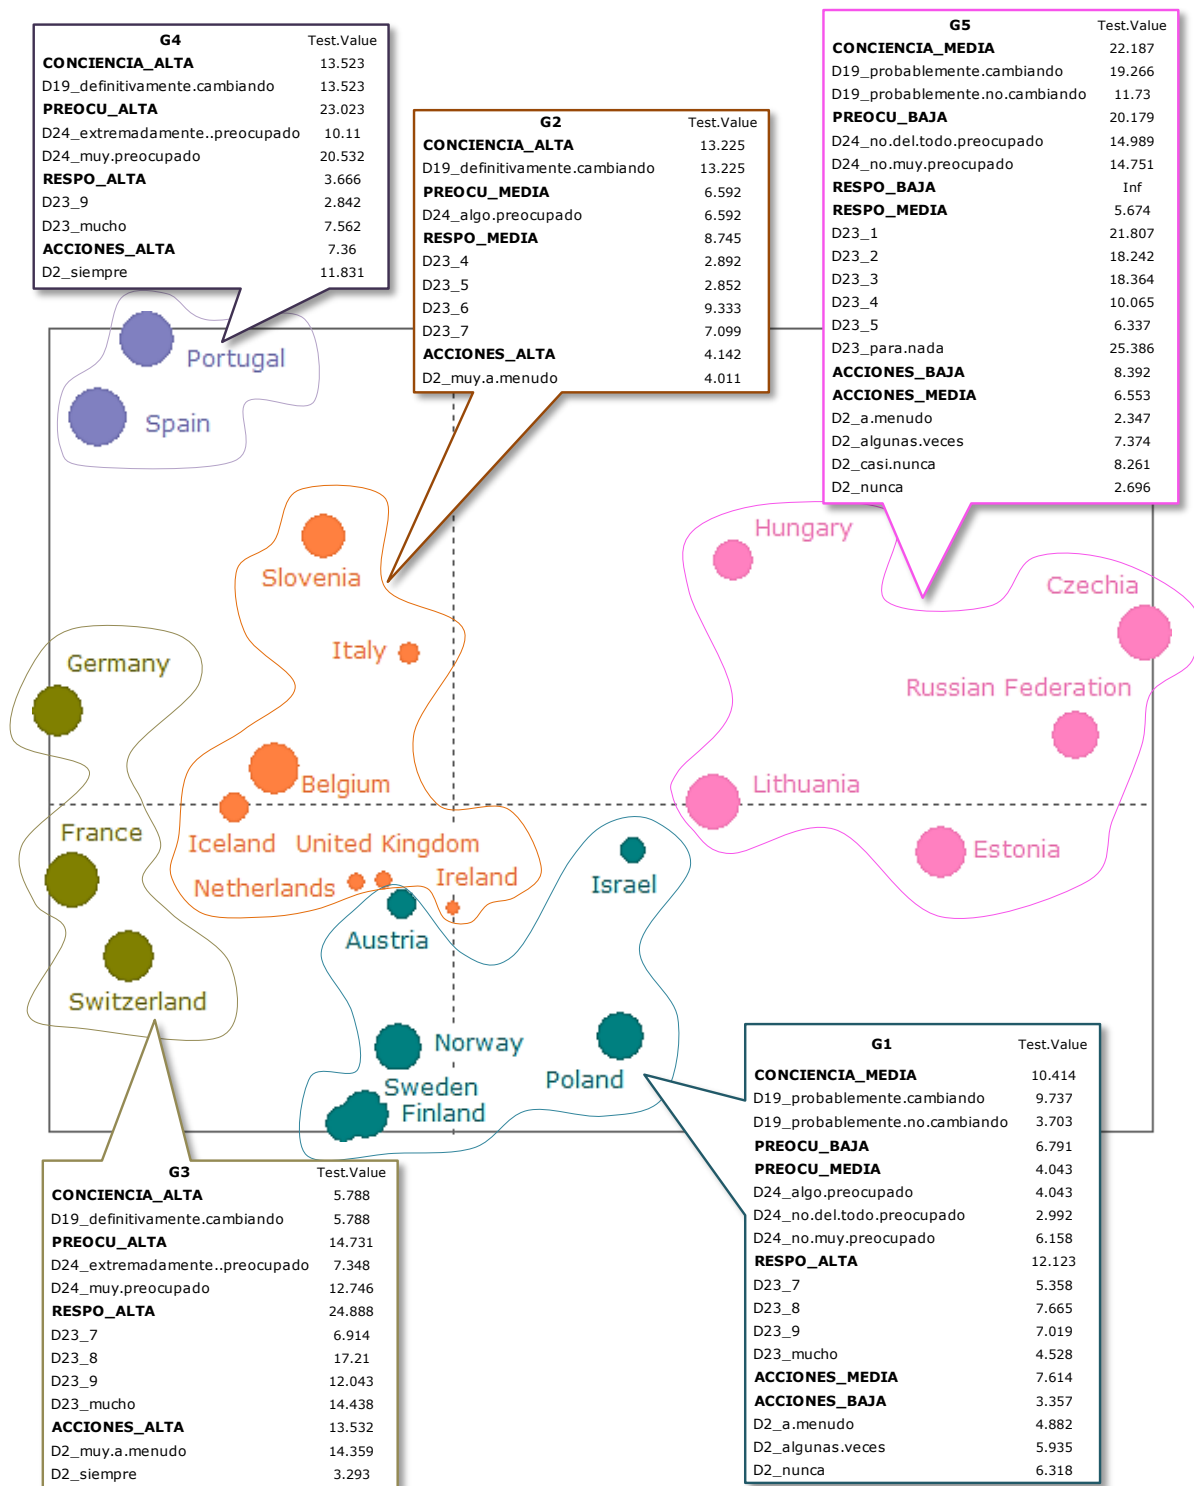 G4 Test.Value
CONCIENCIA_ALTA 13.523
D19_definitivamente.cambiando 13.523
PREOCU_ALTA 23.023
D24_extremadamente..preocupado 10.11
D24_muy.preocupado 20.532
RESPO_ALTA 3.666
D23_9 2.842
D23_mucho 7.562
ACCIONES_ALTA 7.36
D2_siempre 11.831
G2 Test.Value
CONCIENCIA_ALTA 13.225
D19_definitivamente.cambiando 13.225
PREOCU_MEDIA 6.592
D24_algo.preocupado 6.592
RESPO_MEDIA 8.745
D23_4 2.892
D23_5 2.852
D23_6 9.333
D23_7 7.099
ACCIONES_ALTA 4.142
D2_muy.a.menudo 4.011
G5 Test.Value
CONCIENCIA_MEDIA 22.187
D19_probablemente.cambiando 19.266
D19_probablemente.no.cambiando 11.73
PREOCU_BAJA 20.179
D24_no.del.todo.preocupado 14.989
D24_no.muy.preocupado 14.751
RESPO_BAJA Inf
RESPO_MEDIA 5.674
D23_1 21.807
D23_2 18.242
D23_3 18.364
D23_4 10.065
D23_5 6.337
D23_para.nada 25.386
ACCIONES_BAJA 8.392
ACCIONES_MEDIA 6.553
D2_a.menudo 2.347
D2_algunas.veces 7.374
D2_casi.nunca 8.261
D2_nunca 2.696
Portugal
Spain
Hungary
Slovenia
Czechia
Italy
Germany
Russian Federation
Belgium
Lithuania
France
Iceland
United Kingdom
Estonia
Netherlands
Ireland
Israel
Austria
Switzerland
Norway
Poland
Sweden
Finland
G3 Test.Value
CONCIENCIA_ALTA 5.788
D19_definitivamente.cambiando 5.788
PREOCU_ALTA 14.731
D24_extremadamente..preocupado 7.348
D24_muy.preocupado 12.746
RESPO_ALTA 24.888
D23_7 6.914
D23_8 17.21
D23_9 12.043
D23_mucho 14.438
ACCIONES_ALTA 13.532
D2_muy.a.menudo 14.359
D2_siempre 3.293
G1 Test.Value
CONCIENCIA_MEDIA 10.414
D19_probablemente.cambiando 9.737
D19_probablemente.no.cambiando 3.703
PREOCU_BAJA 6.791
PREOCU_MEDIA 4.043
D24_algo.preocupado 4.043
D24_no.del.todo.preocupado 2.992
D24_no.muy.preocupado 6.158
RESPO_ALTA 12.123
D23_7 5.358
D23_8 7.665
D23_9 7.019
D23_mucho 4.528
ACCIONES_MEDIA 7.614
ACCIONES_BAJA 3.357
D2_a.menudo 4.882
D2_algunas.veces 5.935
D2_nunca 6.318